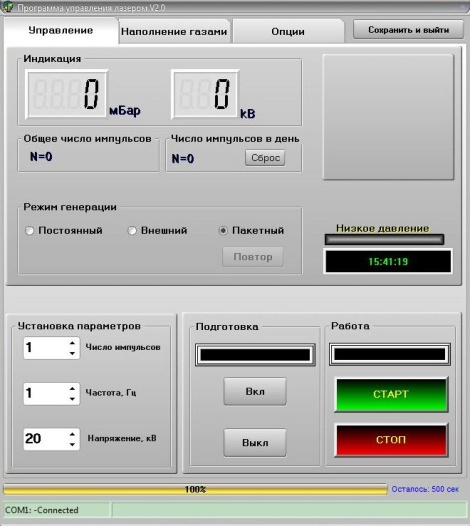 Программа управления лазером V2.0
Управление
Наполнение газами
Опции
Сохранить и выйти
Индикация
0
мБар
0
kВ
Общее число импульсов
N=0
Число импульсов в день
N=0
Сброс
Режим генерации
Постоянный
Внешний
Пакетный
Повтор
Низкое давление
15:41:19
Установка параметров
1
Число импульсов
1
Частота, Гц
20
Напряжение, кВ
Подготовка
Вкл
Выкл
Работа
СТАРТ
СТОП
100%
Осталось: 500 сек
COM1: -Connected